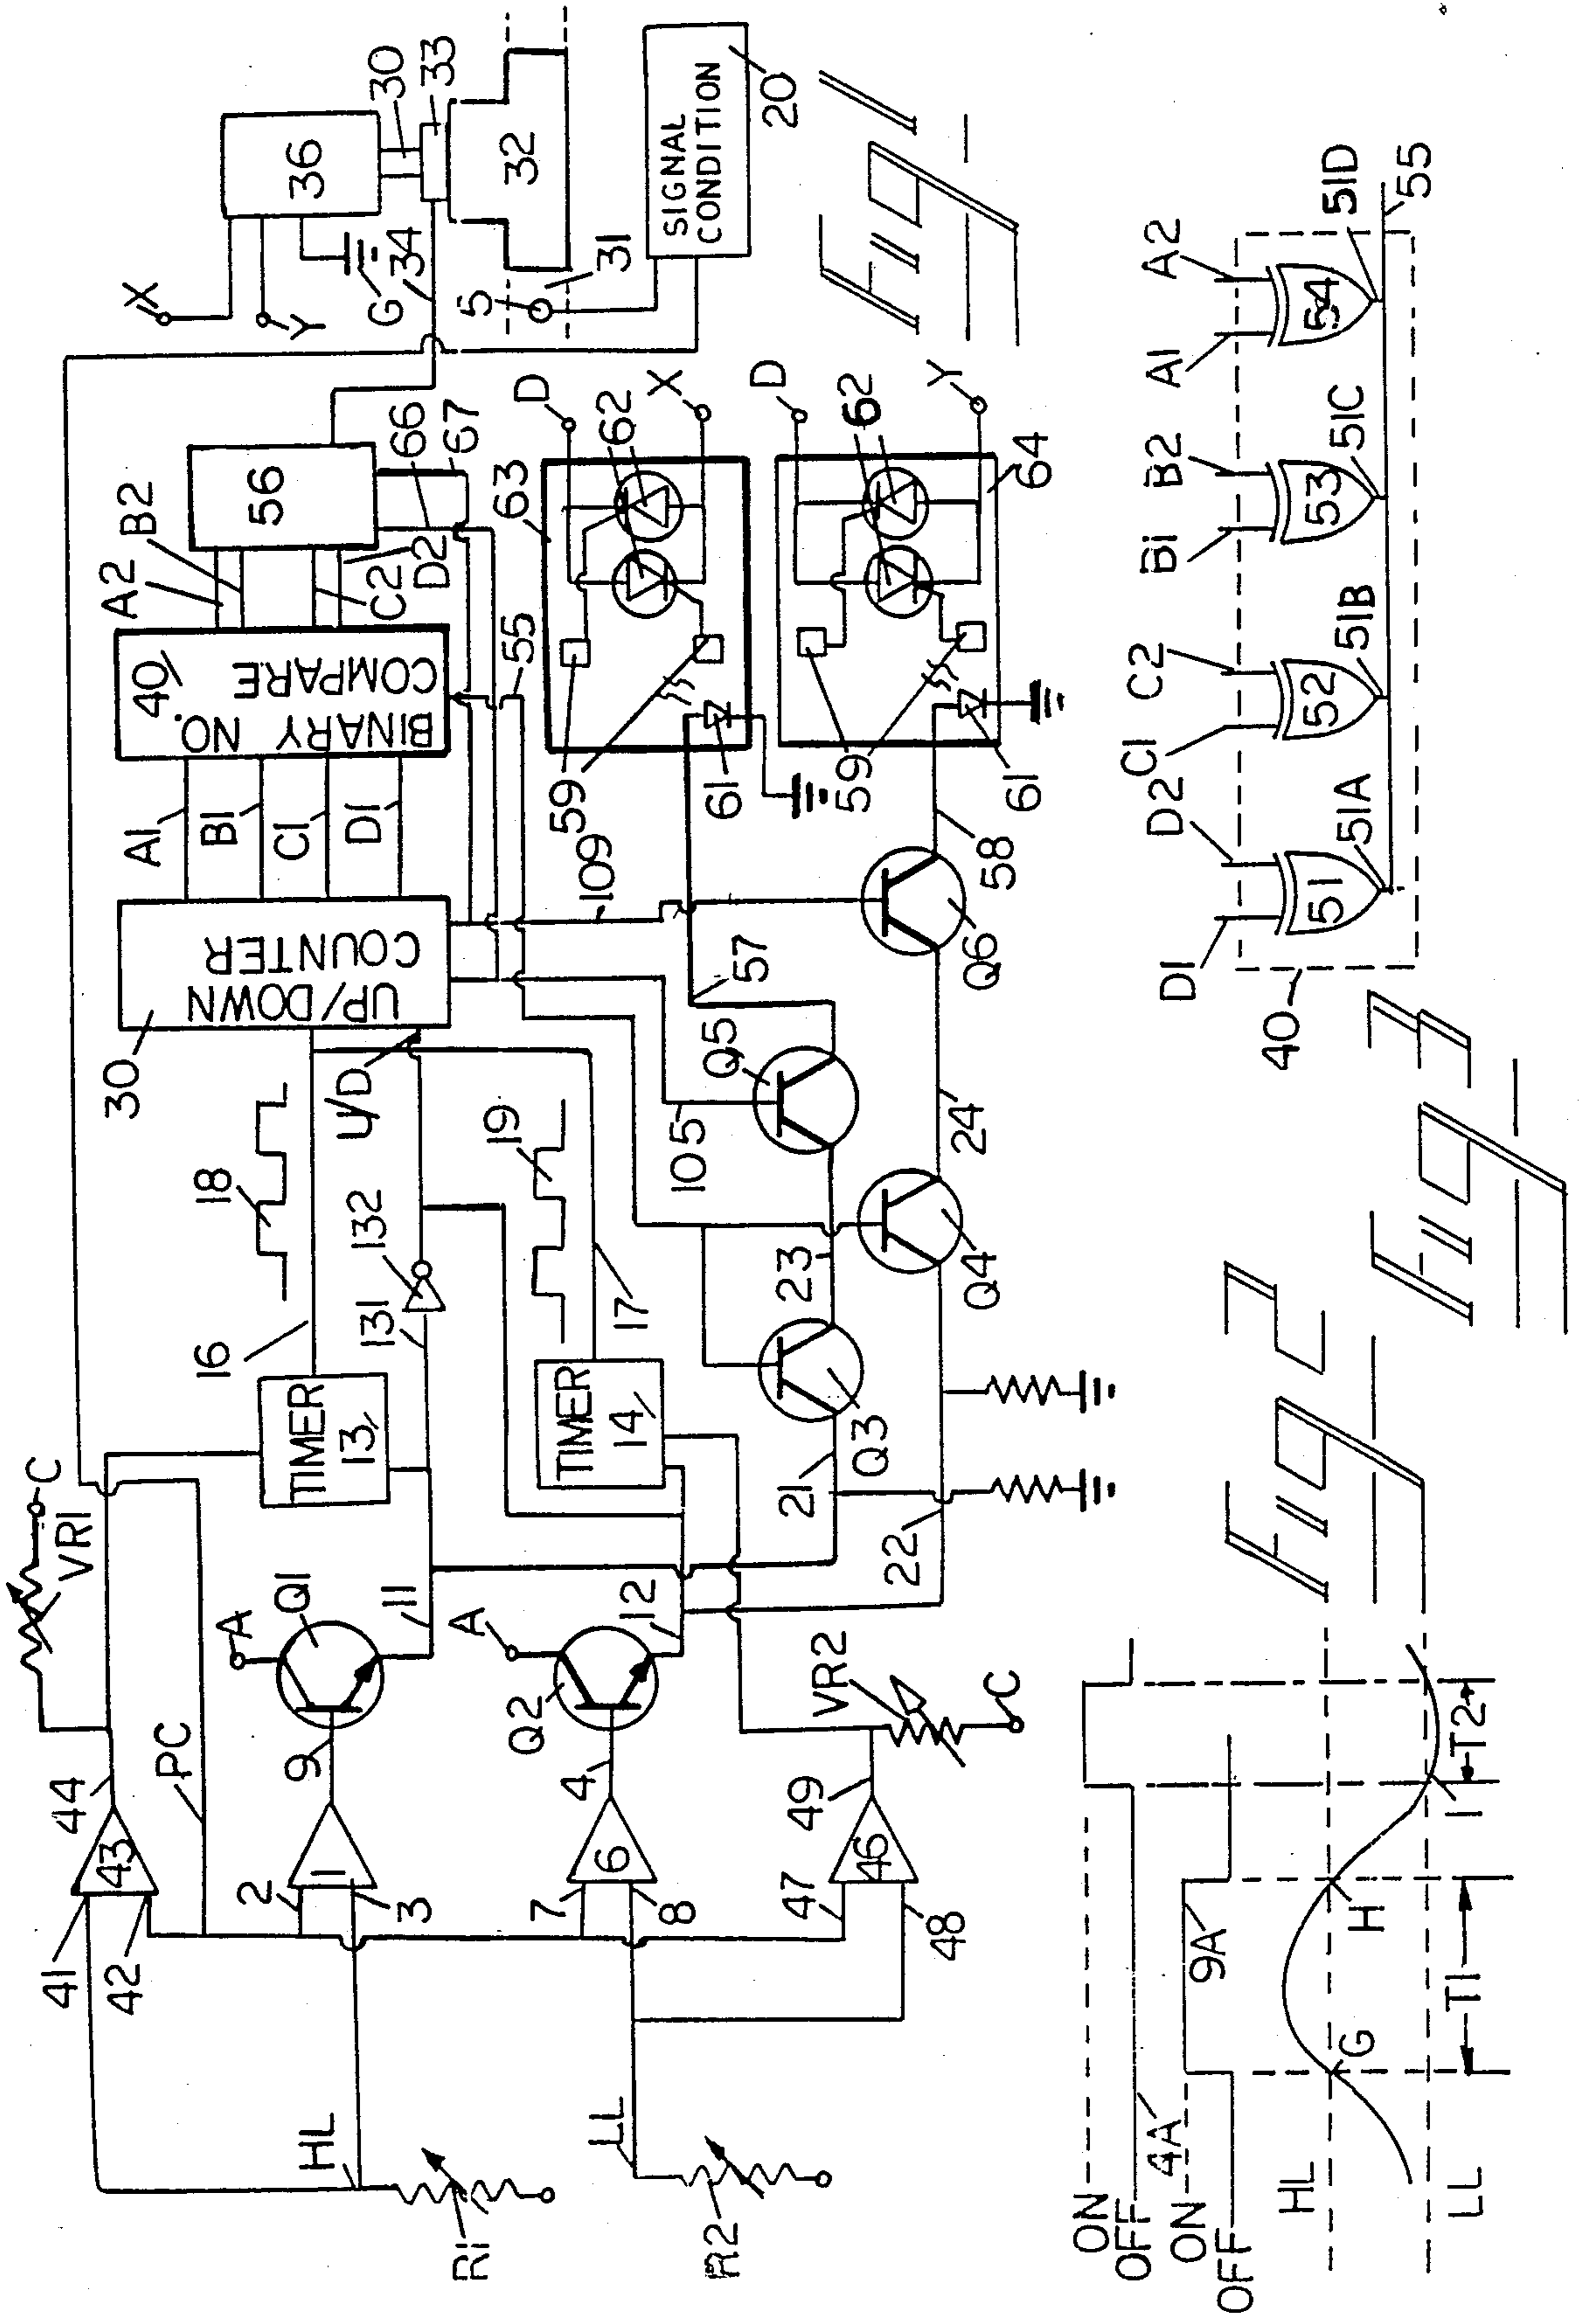 X
Y
G
34
36
30
33
32
5
31
SIGNAL
CONDITION
20
FIG. 1
VR1
C
44
41
43
42
PC
HL
R1
2
3
1
9
A
Q1
11
TIMER
13
16
18
131
132
U/D
30
UP/DOWN
COUNTER
A1
B1
C1
D1
BINARY NO.
COMPARE
40
A2
B2
C2
D2
56
66
67
55
LL
R2
7
8
6
4
A
Q2
12
TIMER
14
17
19
47
48
46
49
VR2
C
21
22
Q3
23
Q4
24
105
Q5
57
109
Q6
58
63
D
62
X
59
61
D
62
Y
64
59
61
ON
OFF
4A
ON
OFF
9A
HL
LL
G
H
I
T1
T2
FIG. 2
FIG. 3
40
D1
D2
51
51A
C1
C2
52
51B
B1
B2
53
51C
A1
A2
54
51D
55